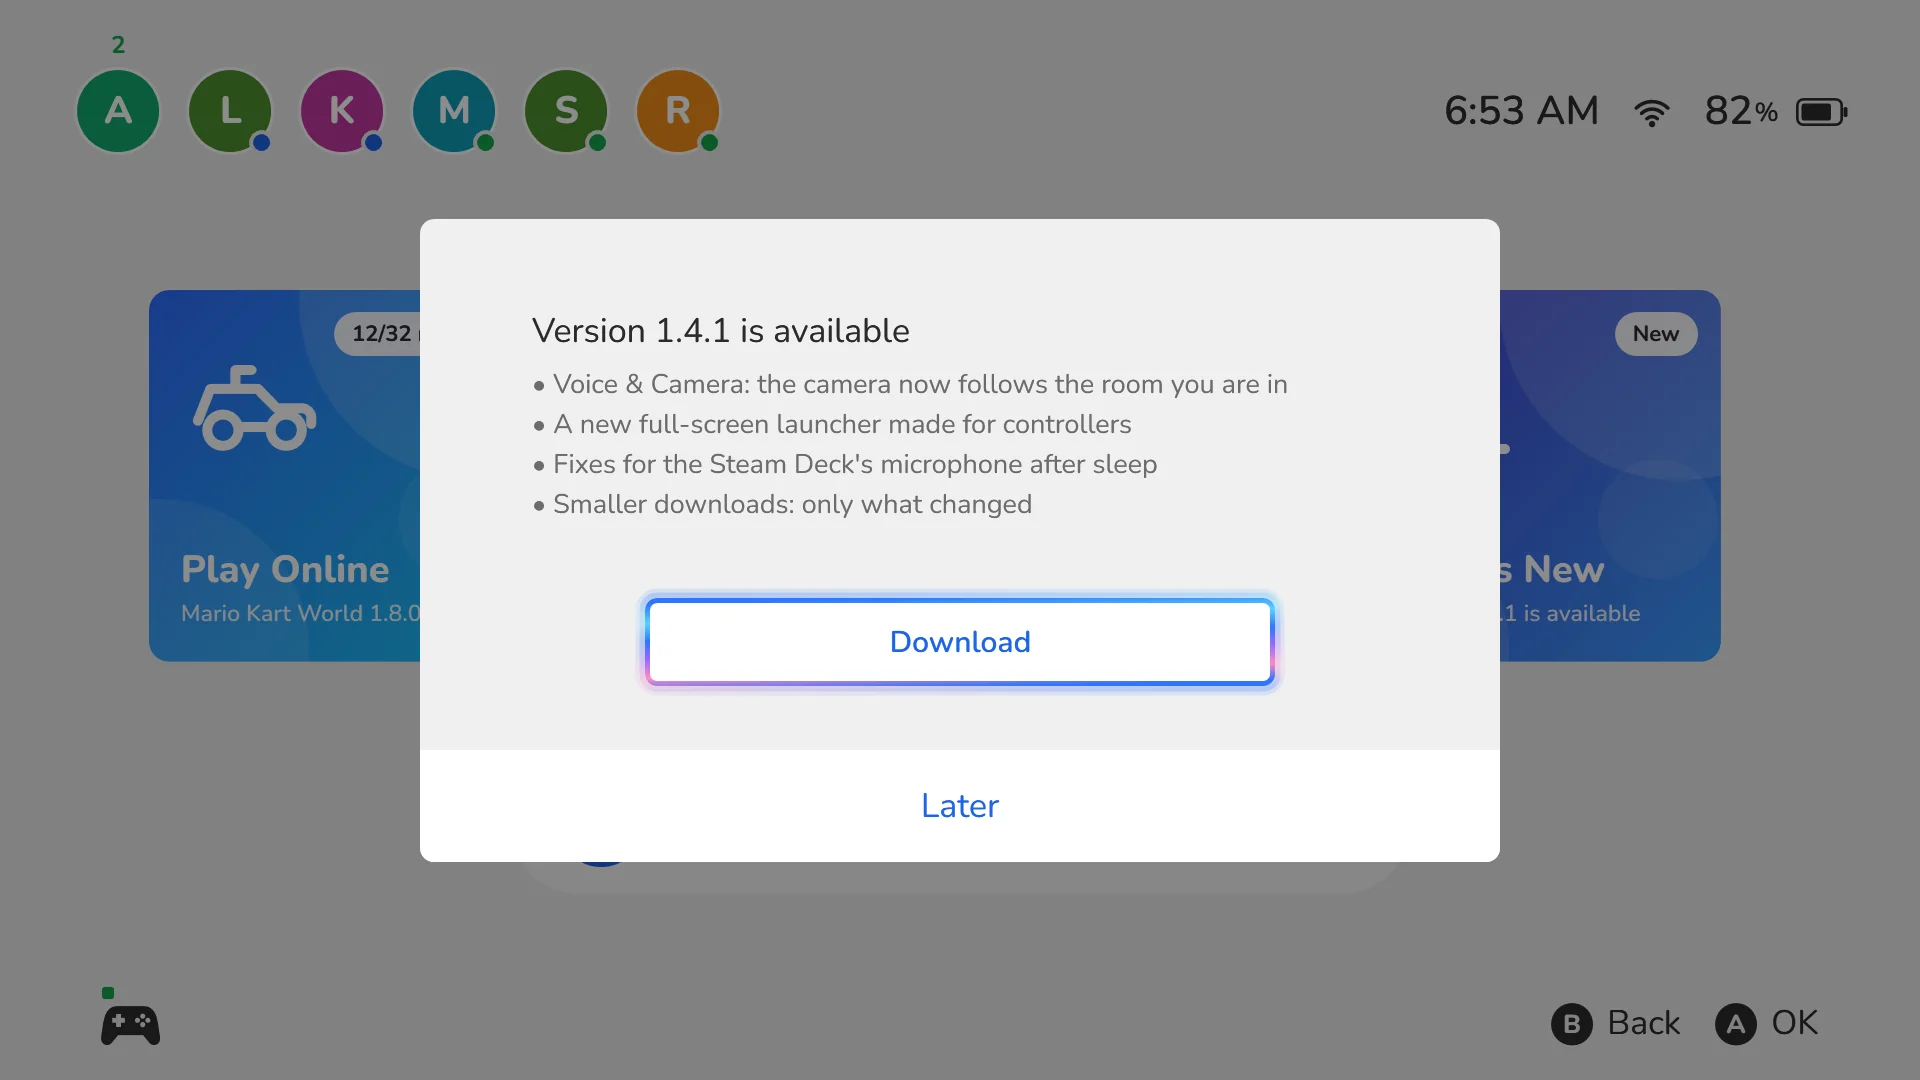 2
A L K M S R
6:53 AM 82%
12/32
New
Version 1.4.1 is available
• Voice & Camera: the camera now follows the room you are in
• A new full-screen launcher made for controllers
• Fixes for the Steam Deck's microphone after sleep
• Smaller downloads: only what changed
Play Online
Mario Kart World 1.8.0
s New
.1 is available
Download
Later
B Back A OK